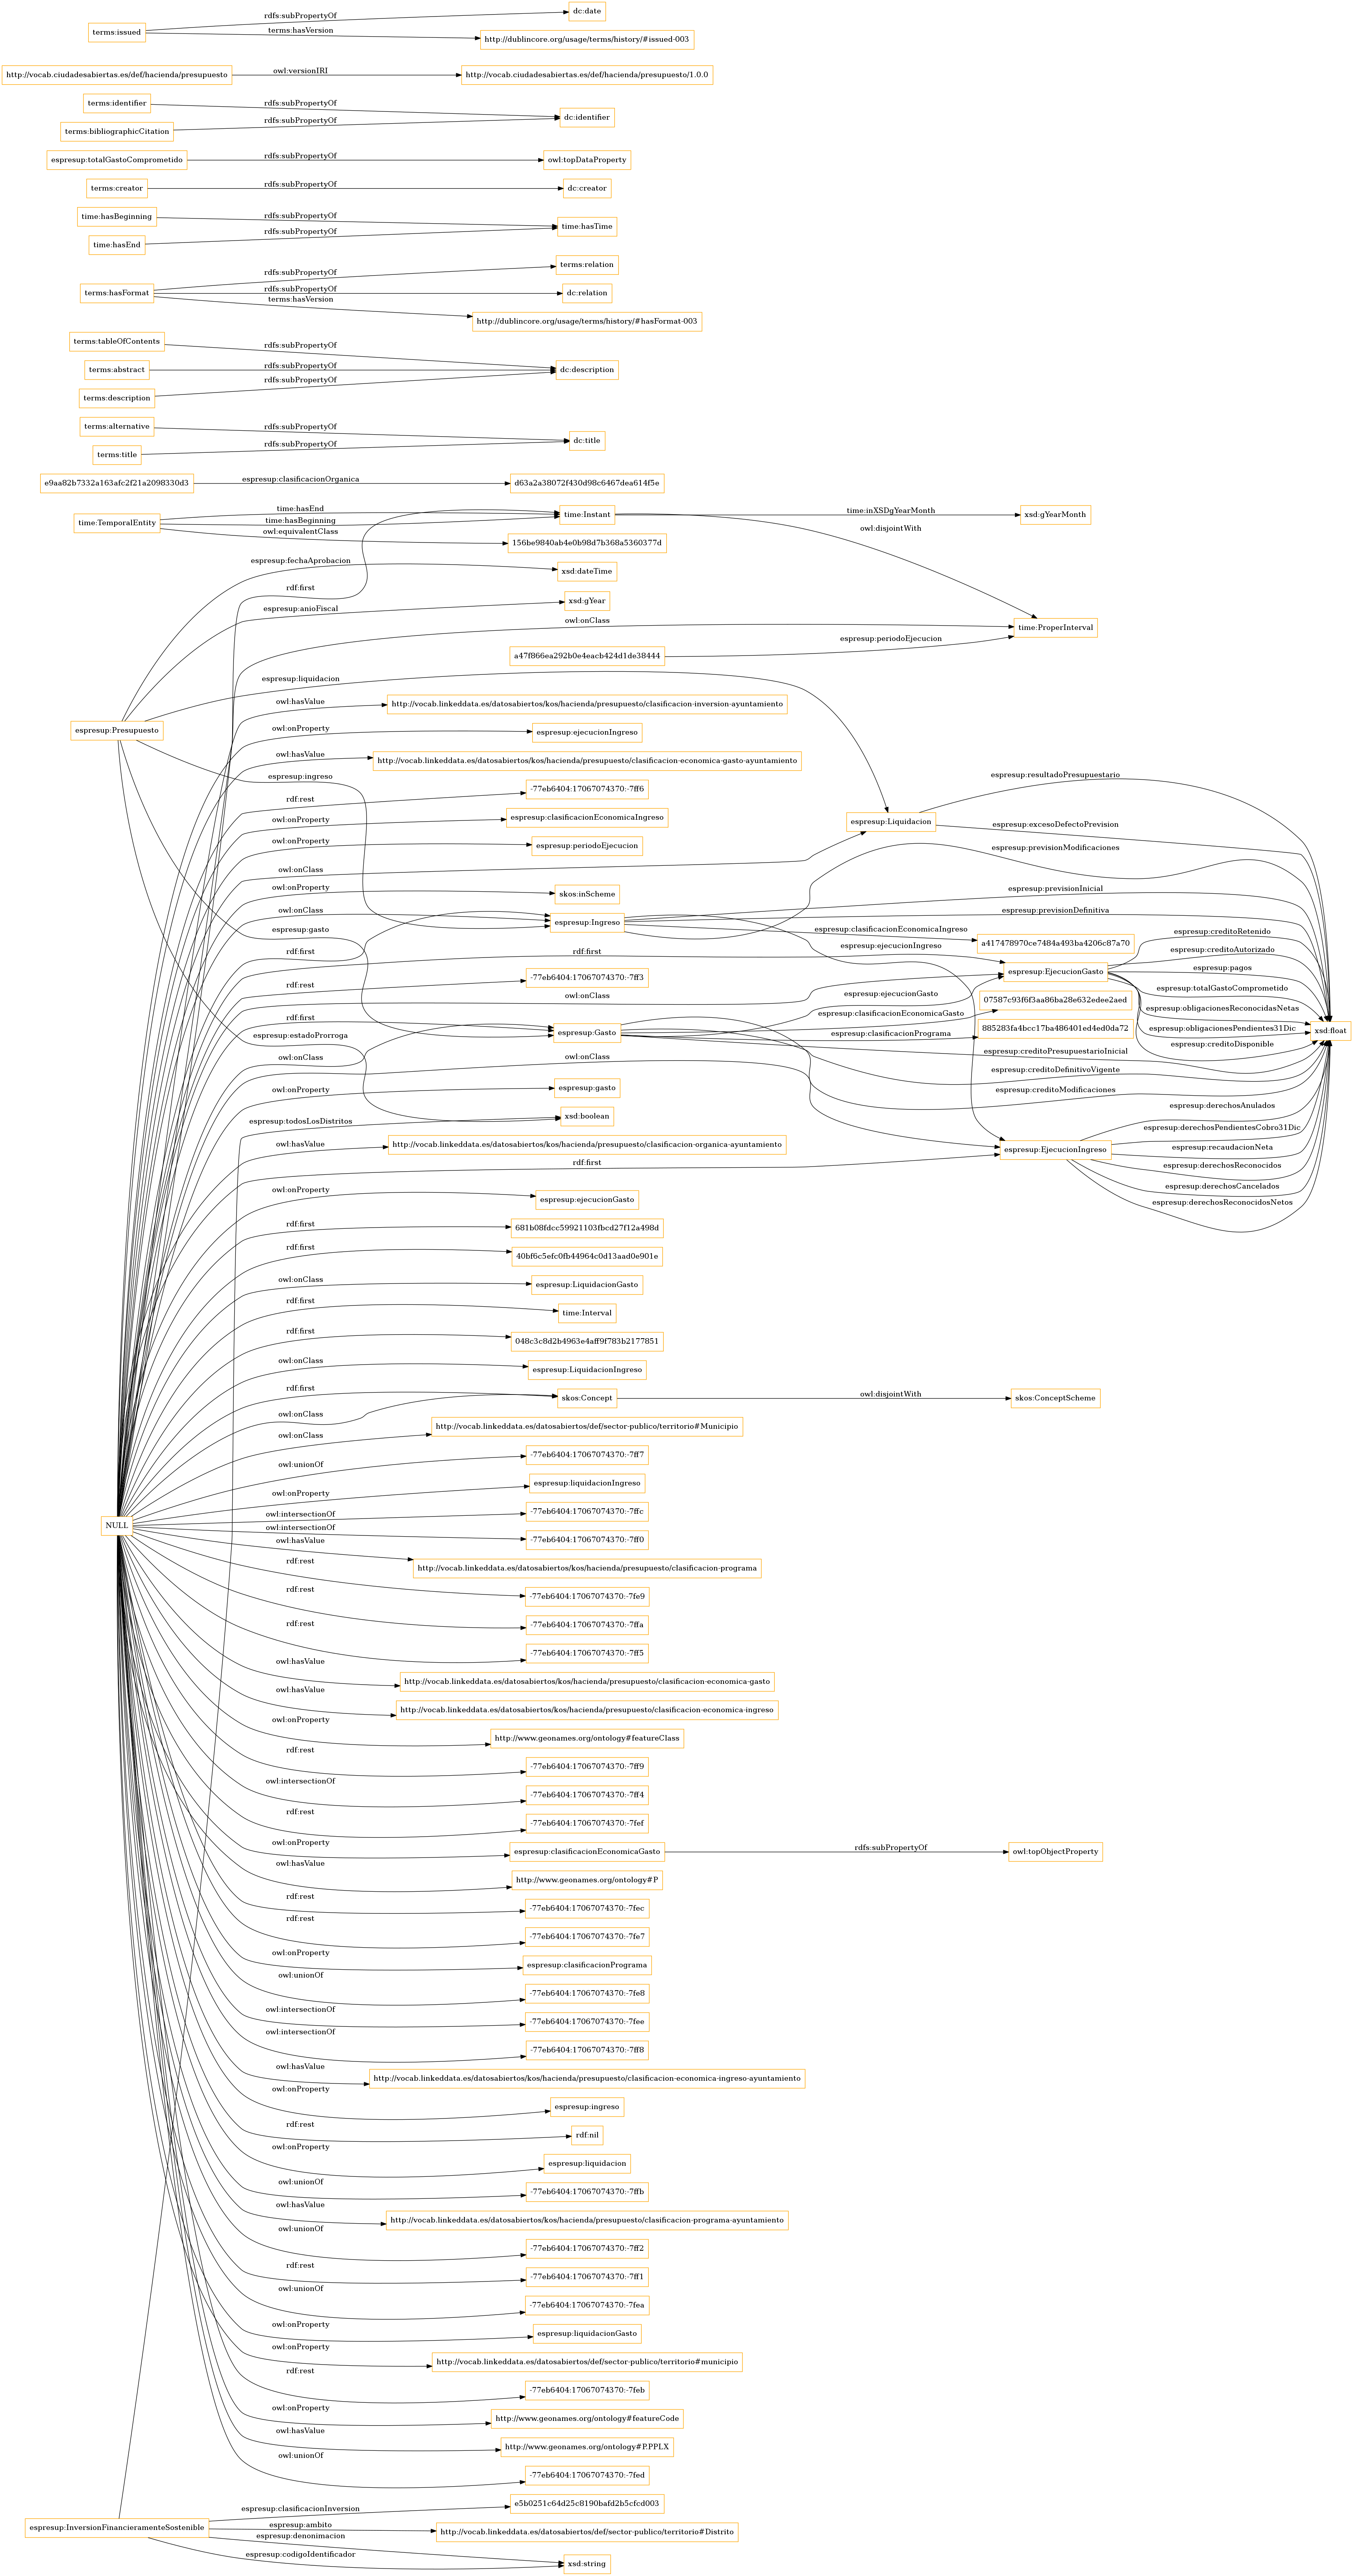 rdfs:subPropertyOf
dc:date
terms:issued
terms:hasVersion
http://dublincore.org/usage/terms/history/#issued-003
http://vocab.ciudadesabiertas.es/def/hacienda/presupuesto
owl:versionIRI
http://vocab.ciudadesabiertas.es/def/hacienda/presupuesto/1.0.0
terms:identifier
rdfs:subPropertyOf
dc:identifier
terms:bibliographicCitation
rdfs:subPropertyOf
espresup:totalGastoComprometido
rdfs:subPropertyOf
owl:topDataProperty
terms:creator
rdfs:subPropertyOf
dc:creator
time:hasBeginning
rdfs:subPropertyOf
time:hasTime
time:hasEnd
rdfs:subPropertyOf
terms:relation
rdfs:subPropertyOf
terms:hasFormat
rdfs:subPropertyOf
dc:relation
terms:hasVersion
http://dublincore.org/usage/terms/history/#hasFormat-003
terms:tableOfContents
rdfs:subPropertyOf
terms:abstract
rdfs:subPropertyOf
dc:description
terms:description
rdfs:subPropertyOf
terms:alternative
rdfs:subPropertyOf
dc:title
terms:title
rdfs:subPropertyOf
e9aa82b7332a163afc2f21a2098330d3
espresup:clasificacionOrganica
d63a2a38072f430d98c6467dea614f5e
time:TemporalEntity
time:hasEnd
time:hasBeginning
owl:equivalentClass
time:Instant
time:inXSDgYearMonth
xsd:gYearMonth
owl:disjointWith
156be9840ab4e0b98d7b368a5360377d
espresup:fechaAprobacion
xsd:dateTime
rdf:first
espresup:anioFiscal
xsd:gYear
owl:onClass
time:ProperInterval
a47f866ea292b0e4eacb424d1de38444
espresup:periodoEjecucion
espresup:liquidacion
owl:hasValue
http://vocab.linkeddata.es/datosabiertos/kos/hacienda/presupuesto/clasificacion-inversion-ayuntamiento
espresup:Presupuesto
owl:onProperty
espresup:ejecucionIngreso
owl:hasValue
http://vocab.linkeddata.es/datosabiertos/kos/hacienda/presupuesto/clasificacion-economica-gasto-ayuntamiento
espresup:ingreso
espresup:resultadoPresupuestario
rdf:rest
-77eb6404:17067074370:-7ff6
owl:onProperty
espresup:clasificacionEconomicaIngreso
espresup:Liquidacion
espresup:excesoDefectoPrevision
owl:onProperty
espresup:periodoEjecucion
espresup:previsionModificaciones
owl:onClass
owl:onProperty
skos:inScheme
espresup:previsionInicial
owl:onClass
espresup:Ingreso
espresup:previsionDefinitiva
espresup:gasto
espresup:clasificacionEconomicaIngreso
a417478970ce7484a493ba4206c87a70
espresup:creditoRetenido
rdf:first
rdf:first
espresup:ejecucionIngreso
espresup:creditoAutorizado
espresup:EjecucionGasto
espresup:pagos
rdf:rest
-77eb6404:17067074370:-7ff3
espresup:totalGastoComprometido
owl:onClass
espresup:ejecucionGasto
07587c93f6f3aa86ba28e632edee2aed
espresup:obligacionesReconocidasNetas
rdf:first
espresup:clasificacionEconomicaGasto
espresup:Gasto
espresup:clasificacionPrograma
885283fa4bcc17ba486401ed4ed0da72
espresup:obligacionesPendientes31Dic
xsd:float
espresup:estadoProrroga
espresup:creditoDisponible
espresup:creditoPresupuestarioInicial
owl:onClass
owl:onClass
espresup:creditoDefinitivoVigente
owl:onProperty
espresup:gasto
espresup:creditoModificaciones
espresup:todosLosDistritos
xsd:boolean
espresup:derechosAnulados
espresup:derechosPendientesCobro31Dic
owl:hasValue
http://vocab.linkeddata.es/datosabiertos/kos/hacienda/presupuesto/clasificacion-organica-ayuntamiento
espresup:EjecucionIngreso
espresup:recaudacionNeta
rdf:first
espresup:derechosReconocidos
owl:onProperty
espresup:ejecucionGasto
espresup:derechosCancelados
espresup:derechosReconocidosNetos
rdf:first
681b08fdcc59921103fbcd27f12a498d
rdf:first
40bf6c5efc0fb44964c0d13aad0e901e
owl:onClass
espresup:LiquidacionGasto
rdf:first
time:Interval
rdf:first
048c3c8d2b4963e4aff9f783b2177851
owl:onClass
espresup:LiquidacionIngreso
rdf:first
skos:Concept
owl:disjointWith
skos:ConceptScheme
owl:onClass
owl:onClass
http://vocab.linkeddata.es/datosabiertos/def/sector-publico/territorio#Municipio
owl:unionOf
-77eb6404:17067074370:-7ff7
owl:onProperty
espresup:liquidacionIngreso
NULL
owl:intersectionOf
-77eb6404:17067074370:-7ffc
owl:intersectionOf
-77eb6404:17067074370:-7ff0
owl:hasValue
http://vocab.linkeddata.es/datosabiertos/kos/hacienda/presupuesto/clasificacion-programa
rdf:rest
-77eb6404:17067074370:-7fe9
rdf:rest
-77eb6404:17067074370:-7ffa
rdf:rest
-77eb6404:17067074370:-7ff5
owl:hasValue
http://vocab.linkeddata.es/datosabiertos/kos/hacienda/presupuesto/clasificacion-economica-gasto
owl:hasValue
http://vocab.linkeddata.es/datosabiertos/kos/hacienda/presupuesto/clasificacion-economica-ingreso
owl:onProperty
http://www.geonames.org/ontology#featureClass
rdf:rest
-77eb6404:17067074370:-7ff9
owl:intersectionOf
-77eb6404:17067074370:-7ff4
rdf:rest
-77eb6404:17067074370:-7fef
owl:onProperty
espresup:clasificacionEconomicaGasto
rdfs:subPropertyOf
owl:topObjectProperty
owl:hasValue
http://www.geonames.org/ontology#P
rdf:rest
-77eb6404:17067074370:-7fec
rdf:rest
-77eb6404:17067074370:-7fe7
owl:onProperty
espresup:clasificacionPrograma
owl:unionOf
-77eb6404:17067074370:-7fe8
owl:intersectionOf
-77eb6404:17067074370:-7fee
owl:intersectionOf
-77eb6404:17067074370:-7ff8
owl:hasValue
http://vocab.linkeddata.es/datosabiertos/kos/hacienda/presupuesto/clasificacion-economica-ingreso-ayuntamiento
owl:onProperty
espresup:ingreso
rdf:rest
rdf:nil
owl:onProperty
espresup:liquidacion
owl:unionOf
-77eb6404:17067074370:-7ffb
owl:hasValue
http://vocab.linkeddata.es/datosabiertos/kos/hacienda/presupuesto/clasificacion-programa-ayuntamiento
owl:unionOf
-77eb6404:17067074370:-7ff2
rdf:rest
-77eb6404:17067074370:-7ff1
owl:unionOf
-77eb6404:17067074370:-7fea
owl:onProperty
espresup:liquidacionGasto
owl:onProperty
http://vocab.linkeddata.es/datosabiertos/def/sector-publico/territorio#municipio
rdf:rest
-77eb6404:17067074370:-7feb
owl:onProperty
http://www.geonames.org/ontology#featureCode
owl:hasValue
http://www.geonames.org/ontology#P.PPLX
owl:unionOf
-77eb6404:17067074370:-7fed
espresup:clasificacionInversion
e5b0251c64d25c8190bafd2b5cfcd003
espresup:InversionFinancieramenteSostenible
espresup:ambito
http://vocab.linkeddata.es/datosabiertos/def/sector-publico/territorio#Distrito
espresup:denonimacion
espresup:codigoIdentificador
xsd:string